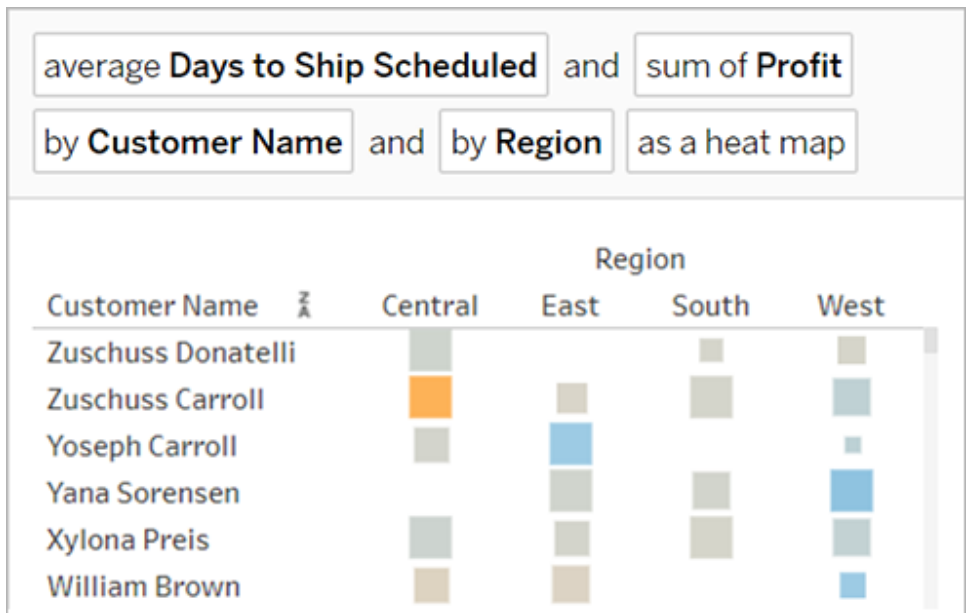 average Days to Ship Scheduled and sum of Profit
by Customer Name and by Region as a heat map
Region
Customer Name Z A Central East South West
Zuschuss Donatelli
Zuschuss Carroll
Yoseph Carroll
Yana Sorensen
Xylona Preis
William Brown